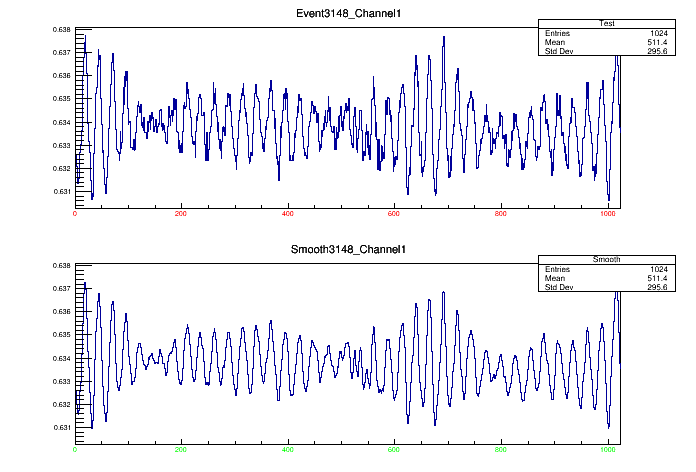 Event3148_Channel1
Test
Entries 1024
Mean 511.4
Std Dev 295.6
0.638
0.637
0.636
0.635
0.634
0.633
0.632
0.631
0 200 400 600 800 1000
Smooth3148_Channel1
Smooth
Entries 1024
Mean 511.4
Std Dev 295.6
0.638
0.637
0.636
0.635
0.634
0.633
0.632
0.631
0 200 400 600 800 1000